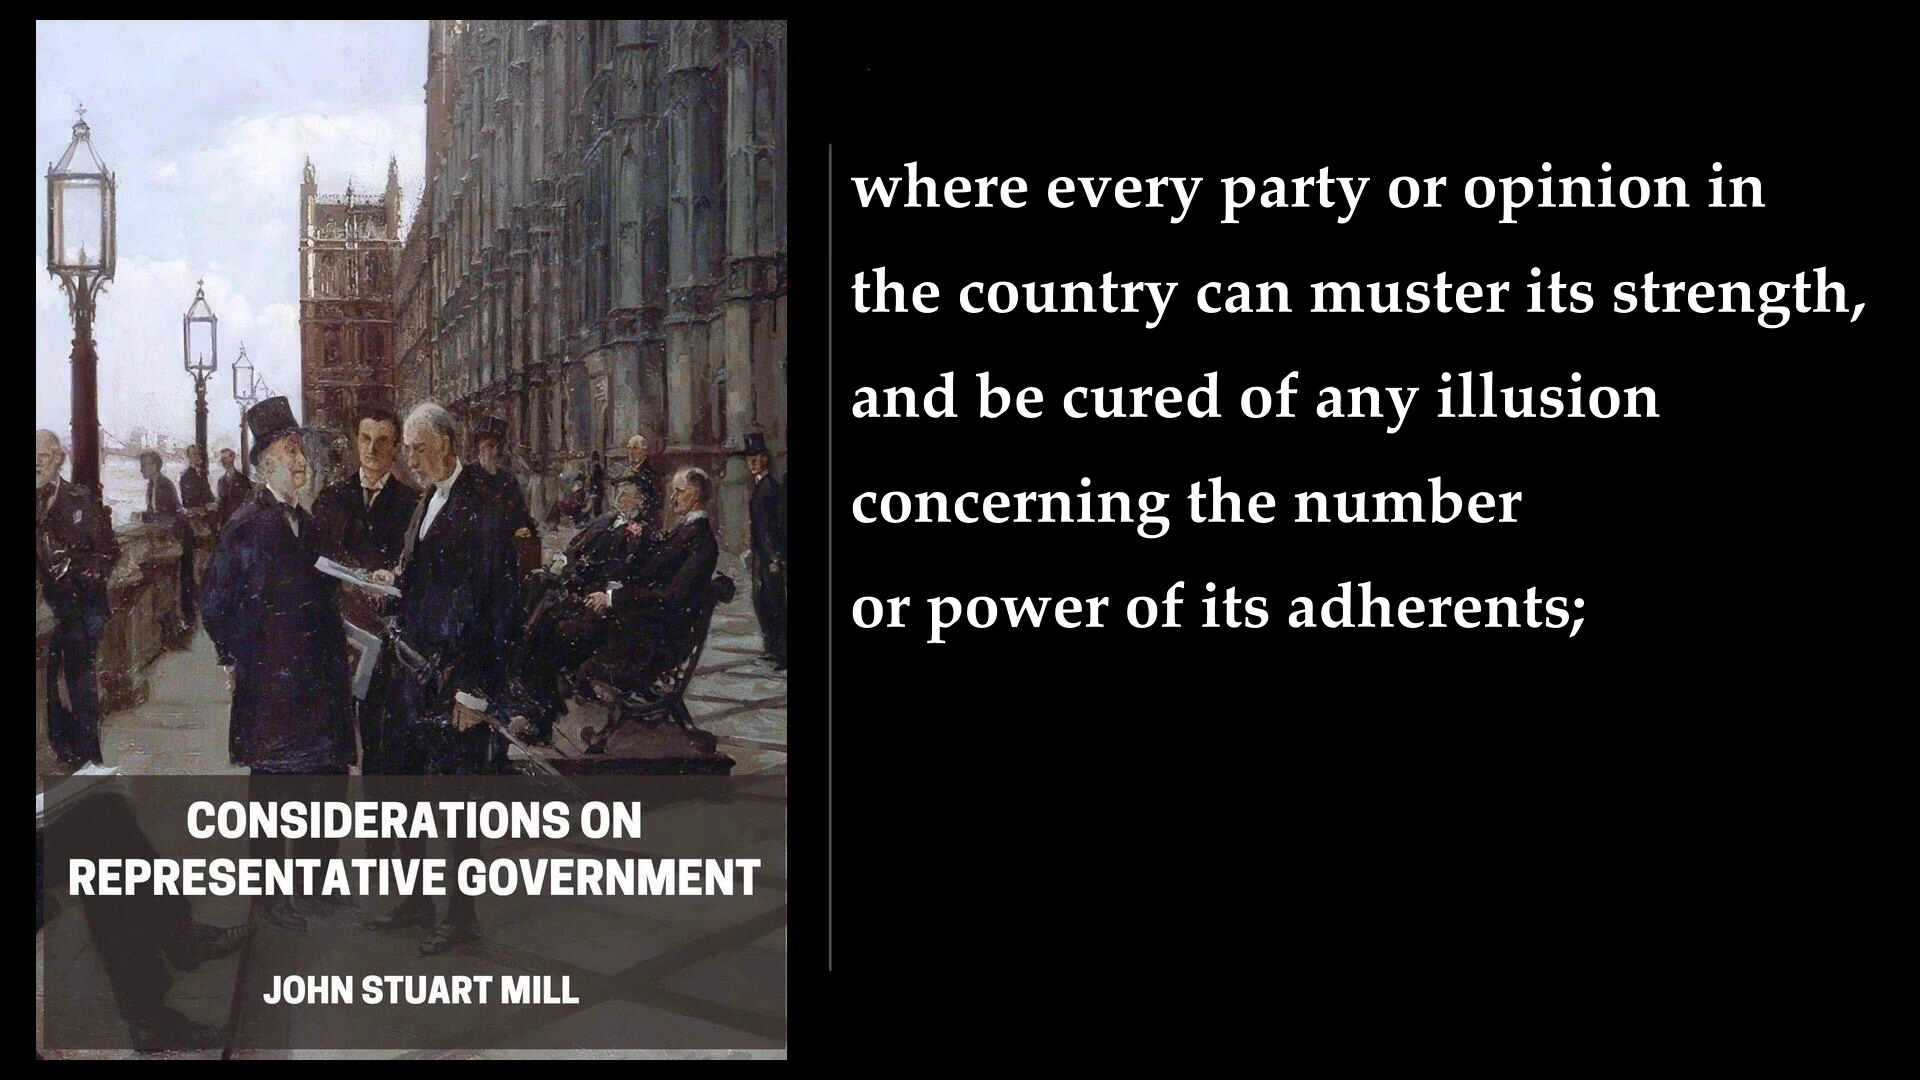 where every party or opinion in
the country can muster its strength,
and be cured of any illusion
concerning the number
or power of its adherents;
CONSIDERATIONS ON
REPRESENTATIVE GOVERNMENT
JOHN STUART MILL